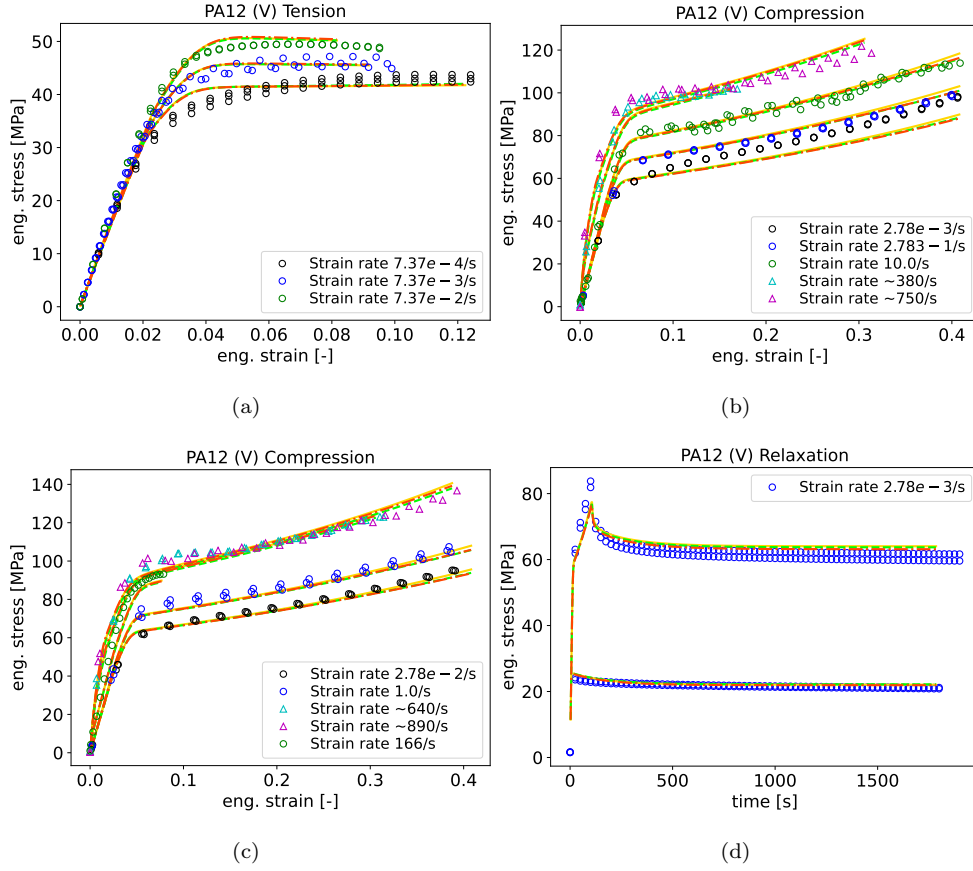 PA12 (V) Tension
50
40
30
20
10
0
0.00 0.02 0.04 0.06 0.08 0.10 0.12
eng. stress [MPa]
eng. strain [-]
Strain rate 7.37e−4/s
Strain rate 7.37e−3/s
Strain rate 7.37e−2/s
(a)
PA12 (V) Compression
120
100
80
60
40
20
0
0.0 0.1 0.2 0.3 0.4
eng. stress [MPa]
eng. strain [-]
Strain rate 2.78e−3/s
Strain rate 2.783−1/s
Strain rate 10.0/s
Strain rate ~380/s
Strain rate ~750/s
(b)
PA12 (V) Compression
140
120
100
80
60
40
20
0
0.0 0.1 0.2 0.3 0.4
eng. stress [MPa]
eng. strain [-]
Strain rate 2.78e−2/s
Strain rate 1.0/s
Strain rate ~640/s
Strain rate ~890/s
Strain rate 166/s
(c)
PA12 (V) Relaxation
80
60
40
20
0
0 500 1000 1500
eng. stress [MPa]
time [s]
Strain rate 2.78e−3/s
(d)